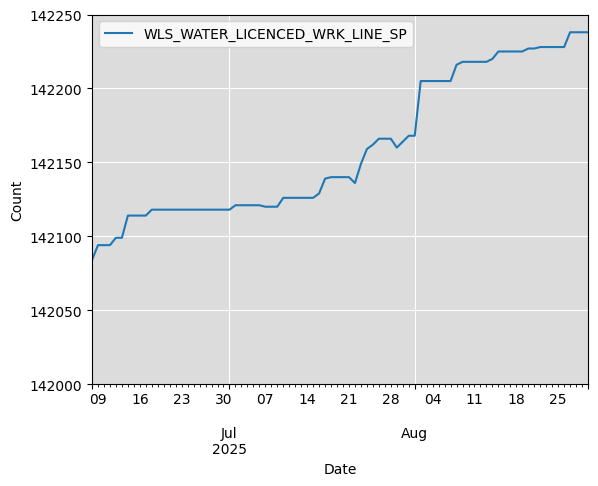 WLS_WATER_LICENCED_WRK_LINE_SP
142250
142200
142150
142100
142050
142000
Count
09 16 23 30 07 14 21 28 04 11 18 25
Jul Aug
2025
Date